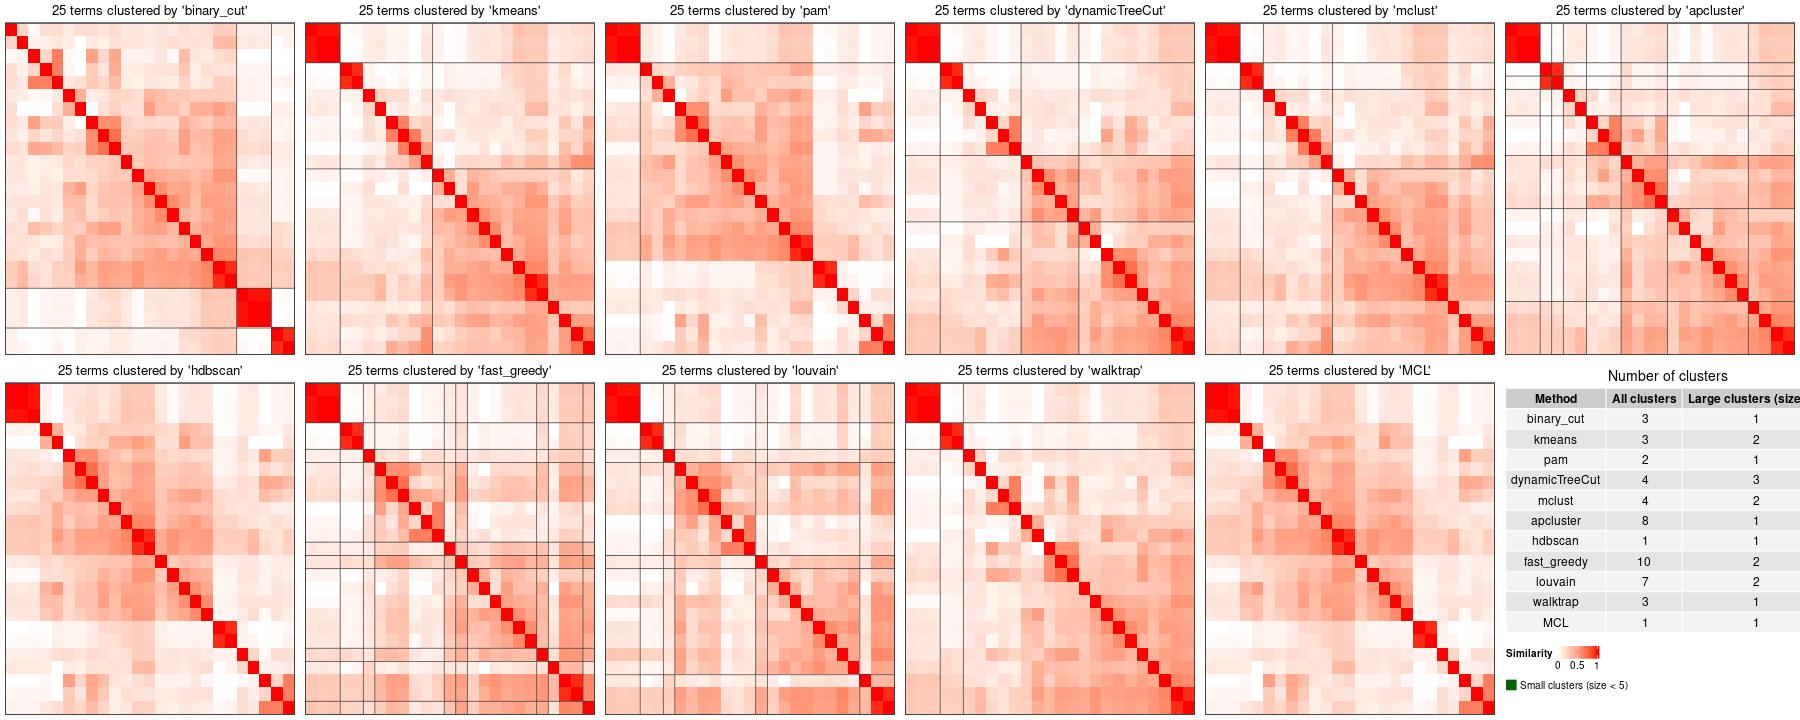 25 terms clustered by 'binary_cut'
25 terms clustered by 'kmeans'
25 terms clustered by 'pam'
25 terms clustered by 'dynamicTreeCut'
25 terms clustered by 'mclust'
25 terms clustered by 'apcluster'
25 terms clustered by 'hdbscan'
25 terms clustered by 'fast_greedy'
25 terms clustered by 'louvain'
25 terms clustered by 'walktrap'
25 terms clustered by 'MCL'
Number of clusters
Method All clusters Large clusters (size
binary_cut 3 1
kmeans 3 2
pam 2 1
dynamicTreeCut 4 3
mclust 4 2
apcluster 8 1
hdbscan 1 1
fast_greedy 10 2
louvain 7 2
walktrap 3 1
MCL 1 1
Similarity
0 0.5 1
Small clusters (size < 5)